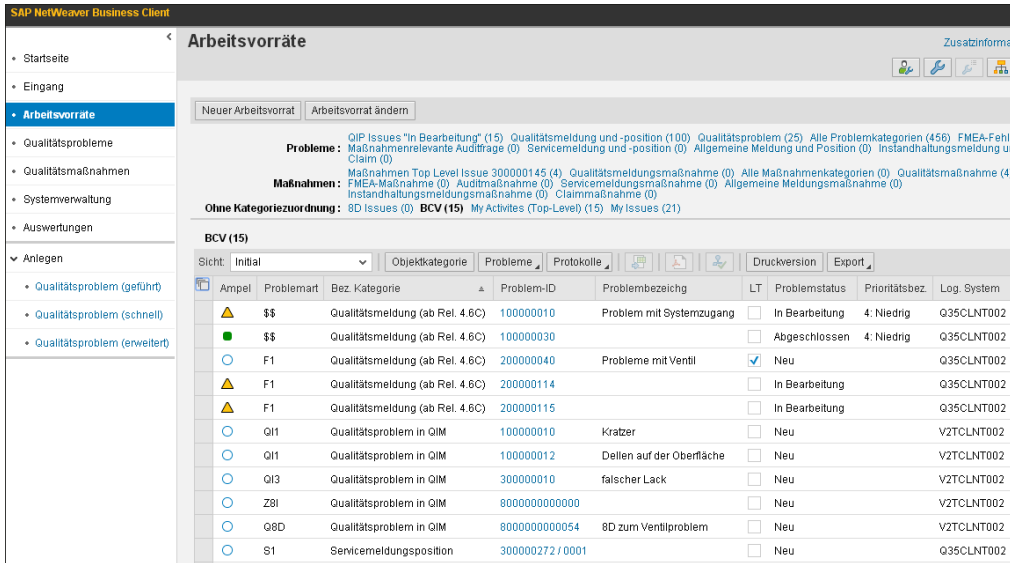 SAP NetWeaver Business Client
Arbeitsvorräte
Zusatzinforma
Startseite
Eingang
Arbeitsvorräte
Qualitätsprobleme
Qualitätsmaßnahmen
Systemverwaltung
Auswertungen
Anlegen
Qualitätsproblem (geführt)
Qualitätsproblem (schnell)
Qualitätsproblem (erweitert)
Neuer Arbeitsvorrat Arbeitsvorrat ändern
QIP Issues "In Bearbeitung" (15) Qualitätsmeldung und -position (100) Qualitätsproblem (25) Alle Problemkategorien (456) FMEA-Fehl
Probleme : Maßnahmenrelevante Auditfrage (0) Servicemeldung und -position (0) Allgemeine Meldung und Position (0) Instandhaltungsmeldung u
Claim (0)
Maßnahmen Top Level Issue 300000145 (4) Qualitätsmeldungsmaßnahme (0) Alle Maßnahmenkategorien (0) Qualitätsmaßnahme (4
Maßnahmen : FMEA-Maßnahme (0) Auditmaßnahme (0) Servicemeldungsmaßnahme (0) Allgemeine Meldungsmaßnahme (0)
Instandhaltungsmeldungsmaßnahme (0) Claimmaßnahme (0)
Ohne Kategoriezuordnung : 8D Issues (0) BCV (15) My Activites (Top-Level) (15) My Issues (21)
BCV (15)
Sicht: Initial Objektkategorie Probleme Protokolle Druckversion Export
Ampel Problemart Bez. Kategorie Problem-ID Problembezeichg LT Problemstatus Prioritätsbez. Log. System
$$ Qualitätsmeldung (ab Rel. 4.6C) 100000010 Problem mit Systemzugang In Bearbeitung 4: Niedrig Q35CLNT002
$$ Qualitätsmeldung (ab Rel. 4.6C) 100000030 Abgeschlossen 4: Niedrig Q35CLNT002
F1 Qualitätsmeldung (ab Rel. 4.6C) 200000040 Probleme mit Ventil Neu Q35CLNT002
F1 Qualitätsmeldung (ab Rel. 4.6C) 200000114 In Bearbeitung Q35CLNT002
F1 Qualitätsmeldung (ab Rel. 4.6C) 200000115 In Bearbeitung Q35CLNT002
QI1 Qualitätsproblem in QIM 100000010 Kratzer Neu V2TCLNT002
QI1 Qualitätsproblem in QIM 100000012 Dellen auf der Oberfläche Neu V2TCLNT002
QI3 Qualitätsproblem in QIM 300000010 falscher Lack Neu V2TCLNT002
Z8I Qualitätsproblem in QIM 8000000000000 Neu V2TCLNT002
Q8D Qualitätsproblem in QIM 8000000000054 8D zum Ventilproblem Neu V2TCLNT002
S1 Servicemeldungsposition 300000272 / 0001 Neu Q35CLNT002